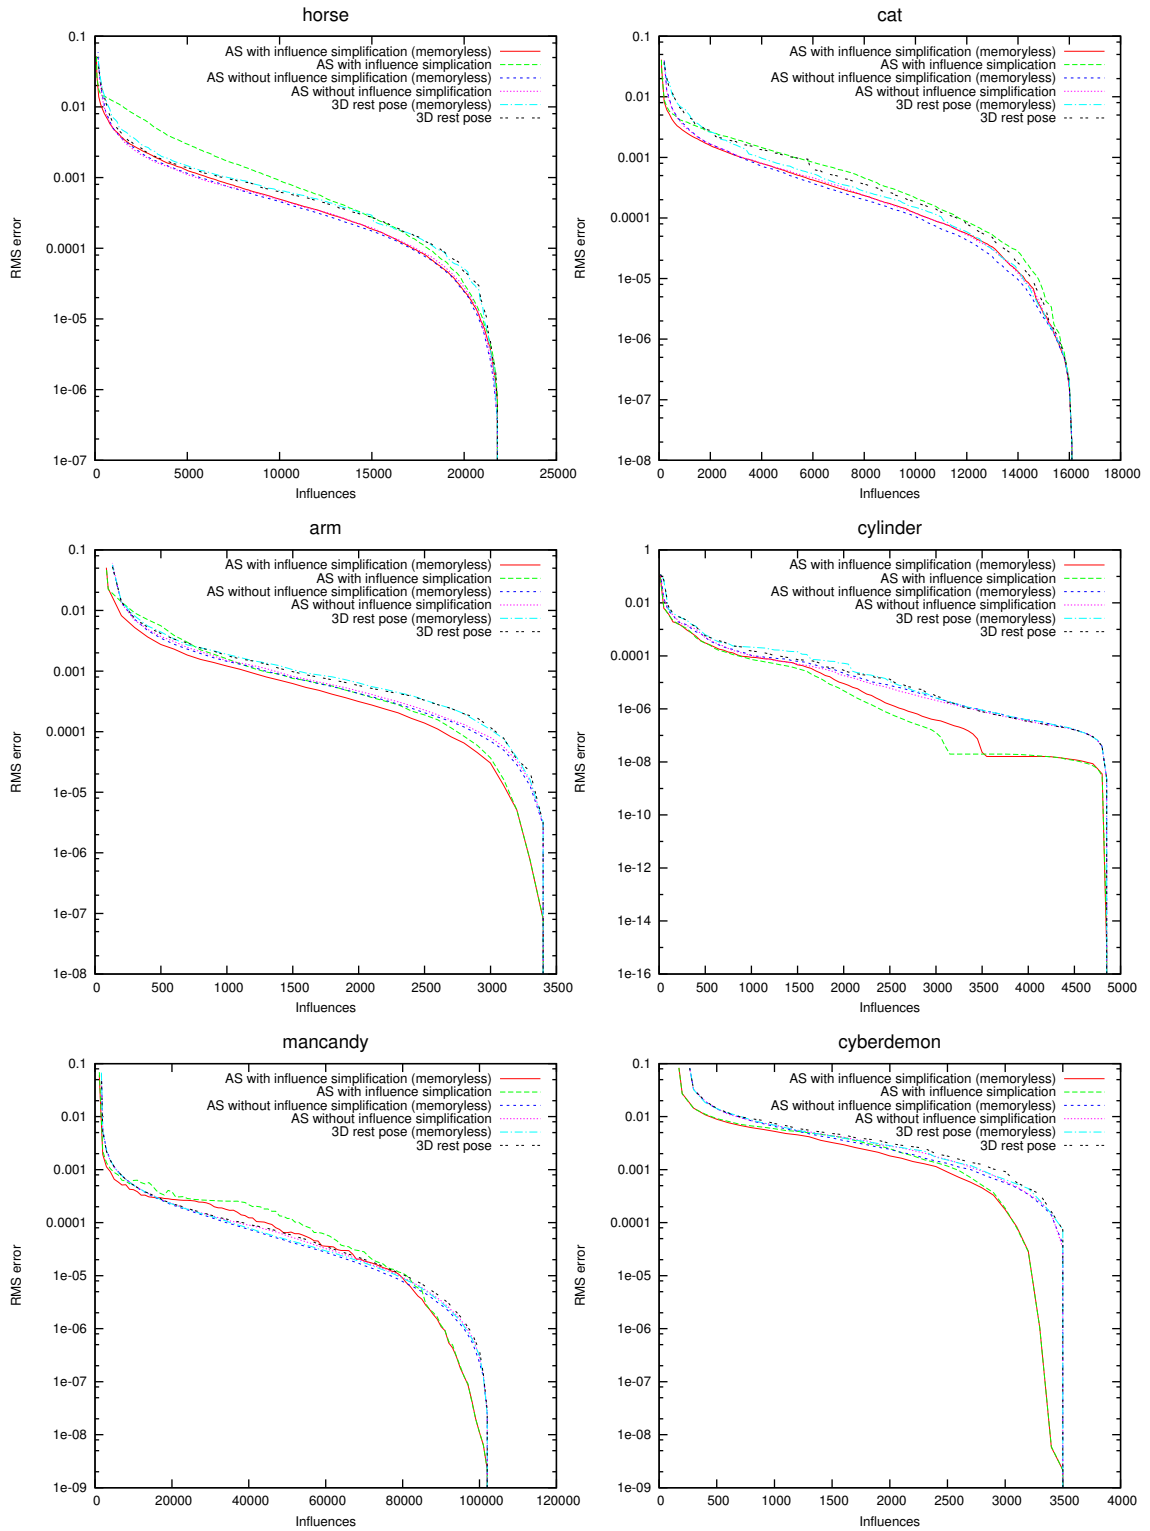 horse
0.1
0.01
0.001
0.0001
1e-05
1e-06
1e-07
0 5000 10000 15000 20000 25000
RMS error
Influences
AS with influence simplification (memoryless)
AS with influence simplification
AS without influence simplification (memoryless)
AS without influence simplification
3D rest pose (memoryless)
3D rest pose
cat
0.1
0.01
0.001
0.0001
1e-05
1e-06
1e-07
1e-08
0 2000 4000 6000 8000 10000 12000 14000 16000 18000
RMS error
Influences
AS with influence simplification (memoryless)
AS with influence simplification
AS without influence simplification (memoryless)
AS without influence simplification
3D rest pose (memoryless)
3D rest pose
arm
0.1
0.01
0.001
0.0001
1e-05
1e-06
1e-07
1e-08
0 500 1000 1500 2000 2500 3000 3500
RMS error
Influences
AS with influence simplification (memoryless)
AS with influence simplication
AS without influence simplification (memoryless)
AS without influence simplification
3D rest pose (memoryless)
3D rest pose
cylinder
1
0.01
0.0001
1e-06
1e-08
1e-10
1e-12
1e-14
1e-16
0 500 1000 1500 2000 2500 3000 3500 4000 4500 5000
RMS error
Influences
AS with influence simplification (memoryless)
AS with influence simplification
AS without influence simplification (memoryless)
AS without influence simplification
3D rest pose (memoryless)
3D rest pose
mancandy
0.1
0.01
0.001
0.0001
1e-05
1e-06
1e-07
1e-08
1e-09
0 20000 40000 60000 80000 100000 120000
RMS error
Influences
AS with influence simplification (memoryless)
AS with influence simplification
AS without influence simplification (memoryless)
AS without influence simplification
3D rest pose (memoryless)
3D rest pose
cyberdemon
0.1
0.01
0.001
0.0001
1e-05
1e-06
1e-07
1e-08
1e-09
0 500 1000 1500 2000 2500 3000 3500 4000
RMS error
Influences
AS with influence simplification (memoryless)
AS with influence simplification
AS without influence simplification (memoryless)
AS without influence simplification
3D rest pose (memoryless)
3D rest pose